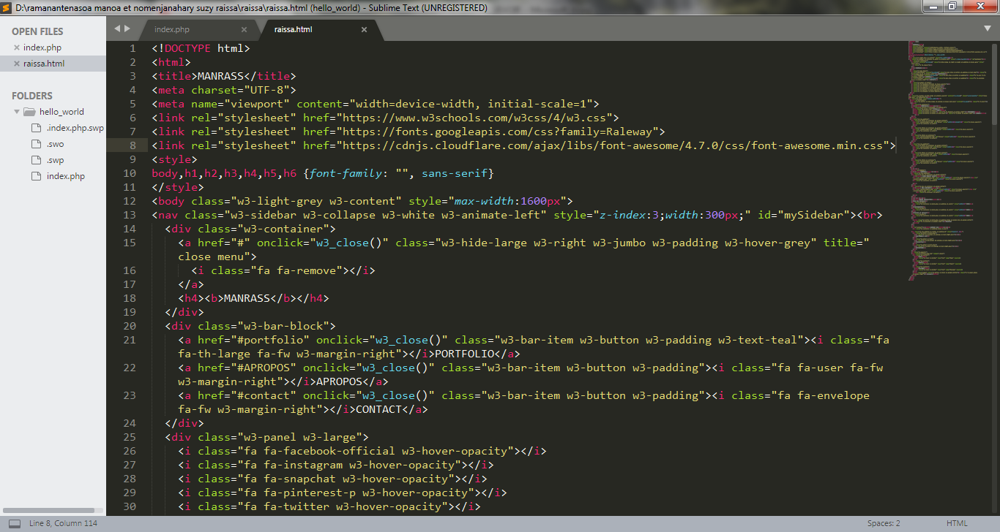 D:\ramanantenasoa manoa et nomenjanahary suzy raissa\raissa\raissa.html (hello_world) - Sublime Text (UNREGISTERED)
OPEN FILES
index.php
raissa.html
FOLDERS
hello_world
.index.php.swp
.swo
.swp
index.php
index.php
raissa.html
1 <!DOCTYPE html>
2 <html>
3 <title>MANRASS</title>
4 <meta charset="UTF-8">
5 <meta name="viewport" content="width=device-width, initial-scale=1">
6 <link rel="stylesheet" href="https://www.w3schools.com/w3css/4/w3.css">
7 <link rel="stylesheet" href="https://fonts.googleapis.com/css?family=Raleway">
8 <link rel="stylesheet" href="https://cdnjs.cloudflare.com/ajax/libs/font-awesome/4.7.0/css/font-awesome.min.css">
9 <style>
10 body,h1,h2,h3,h4,h5,h6 {font-family: "", sans-serif}
11 </style>
12 <body class="w3-light-grey w3-content" style="max-width:1600px">
13 <nav class="w3-sidebar w3-collapse w3-white w3-animate-left" style="z-index:3;width:300px;" id="mySidebar"><br>
14 <div class="w3-container">
15 <a href="#" onclick="w3_close()" class="w3-hide-large w3-right w3-jumbo w3-padding w3-hover-grey" title="
close menu">
16 <i class="fa fa-remove"></i>
17 </a>
18 <h4><b>MANRASS</b></h4>
19 </div>
20 <div class="w3-bar-block">
21 <a href="#portfolio" onclick="w3_close()" class="w3-bar-item w3-button w3-padding w3-text-teal"><i class="fa
fa-th-large fa-fw w3-margin-right"></i>PORTFOLIO</a>
22 <a href="#APROPOS" onclick="w3_close()" class="w3-bar-item w3-button w3-padding"><i class="fa fa-user fa-fw
w3-margin-right"></i>APROPOS</a>
23 <a href="#contact" onclick="w3_close()" class="w3-bar-item w3-button w3-padding"><i class="fa fa-envelope
fa-fw w3-margin-right"></i>CONTACT</a>
24 </div>
25 <div class="w3-panel w3-large">
26 <i class="fa fa-facebook-official w3-hover-opacity"></i>
27 <i class="fa fa-instagram w3-hover-opacity"></i>
28 <i class="fa fa-snapchat w3-hover-opacity"></i>
29 <i class="fa fa-pinterest-p w3-hover-opacity"></i>
30 <i class="fa fa-twitter w3-hover-opacity"></i>
Line 8, Column 114
Spaces: 2
HTML